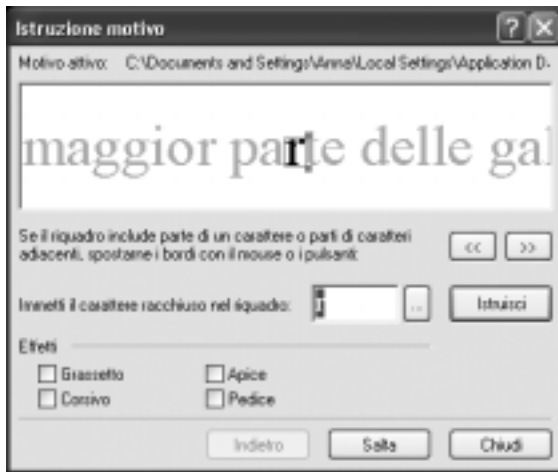 Istruzione motivo
Motivo attivo: C:\Documents and Settings\Anna\Local Settings\Application D
maggior parte delle gal
Se il riquadro include parte di un carattere o parti di caratteri
adiacenti, spostarne i bordi con il mouse o i pulsanti:
<< >>
Immetti il carattere racchiuso nel riquadro: r ... Istruisci
Effetti
Grassetto Apice
Corsivo Pedice
Indietro Salta Chiudi